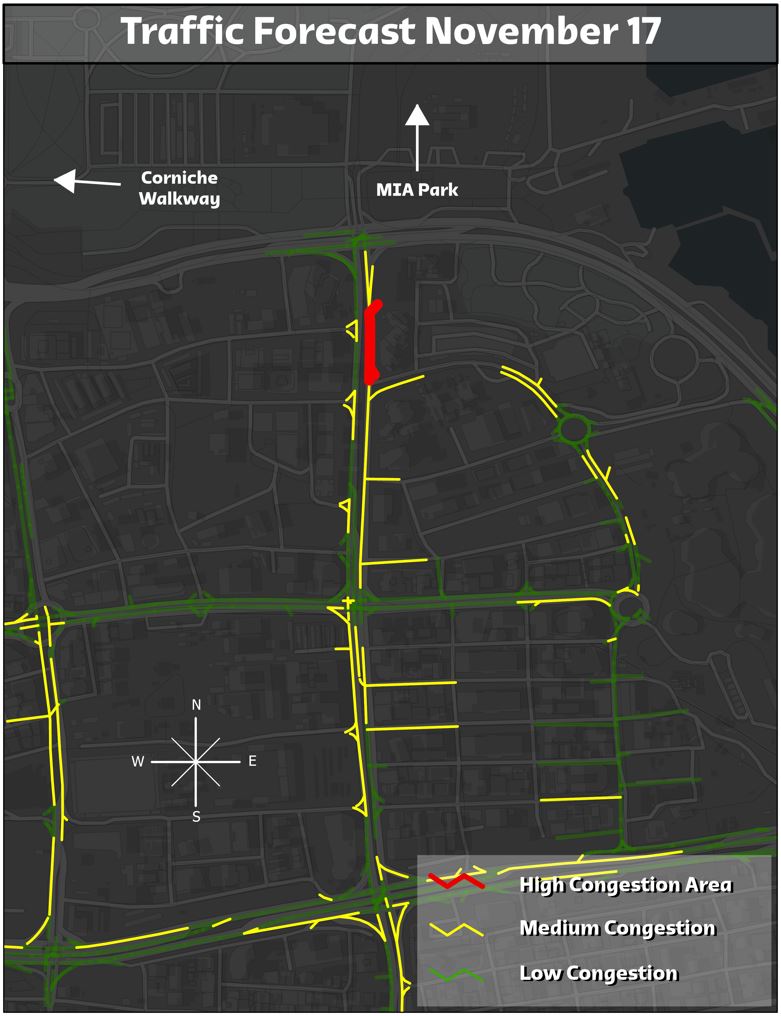 Traffic Forecast November 17
Corniche
Walkway
MIA Park
N
W
E
S
High Congestion Area
Medium Congestion
Low Congestion